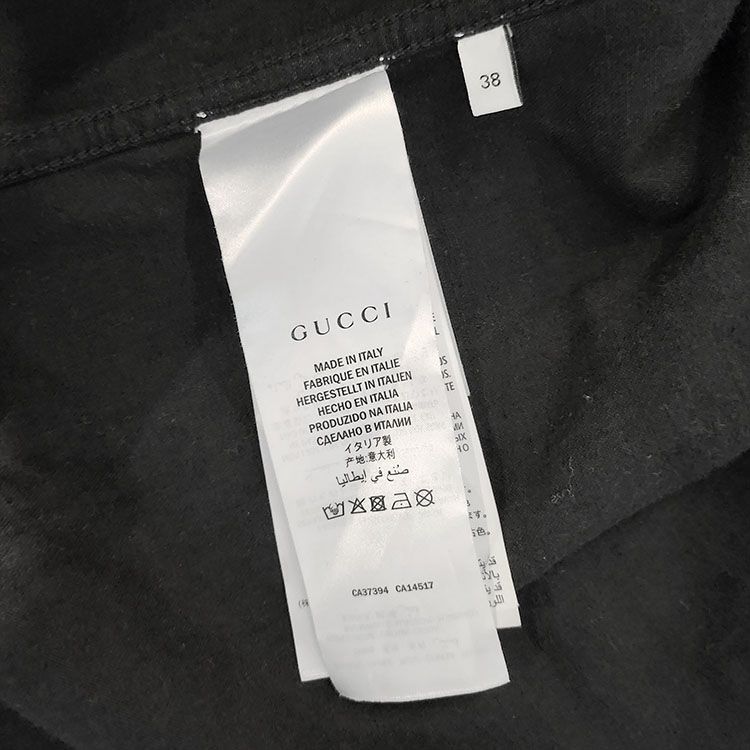 38
GUCCI
MADE IN ITALY
FABRIQUE EN ITALIE
HERGESTELLT IN ITALIEN
HECHO EN ITALIA
PRODUZIDO NA ITALIA
СДЕЛАНО В ИТАЛИИ
イタリア製
产地:意大利
صُنع في إيطاليا
CA37394 CA14517